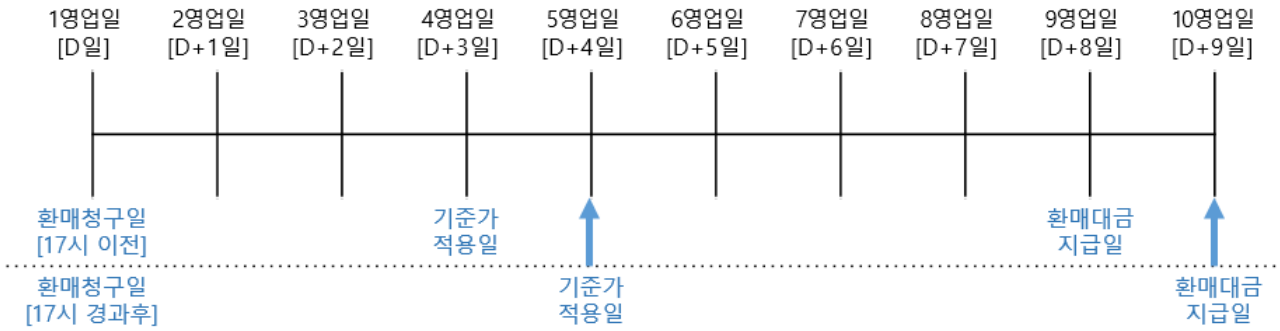 1영업일 2영업일 3영업일 4영업일 5영업일 6영업일 7영업일 8영업일 9영업일 10영업일
[D일] [D+1일] [D+2일] [D+3일] [D+4일] [D+5일] [D+6일] [D+7일] [D+8일] [D+9일]
환매청구일 기준가 환매대금
[17시 이전] 적용일 지급일
환매청구일 기준가 환매대금
[17시 경과후] 적용일 지급일